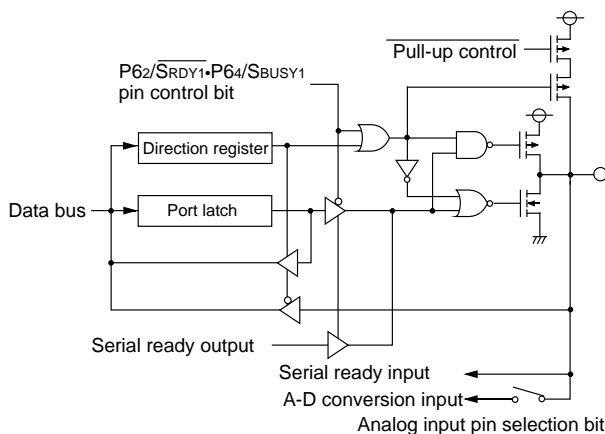 Pull-up control
P62/SRDY1•P64/SBUSY1
pin control bit
Direction register
Data bus
Port latch
Serial ready output
Serial ready input
A-D conversion input
Analog input pin selection bit